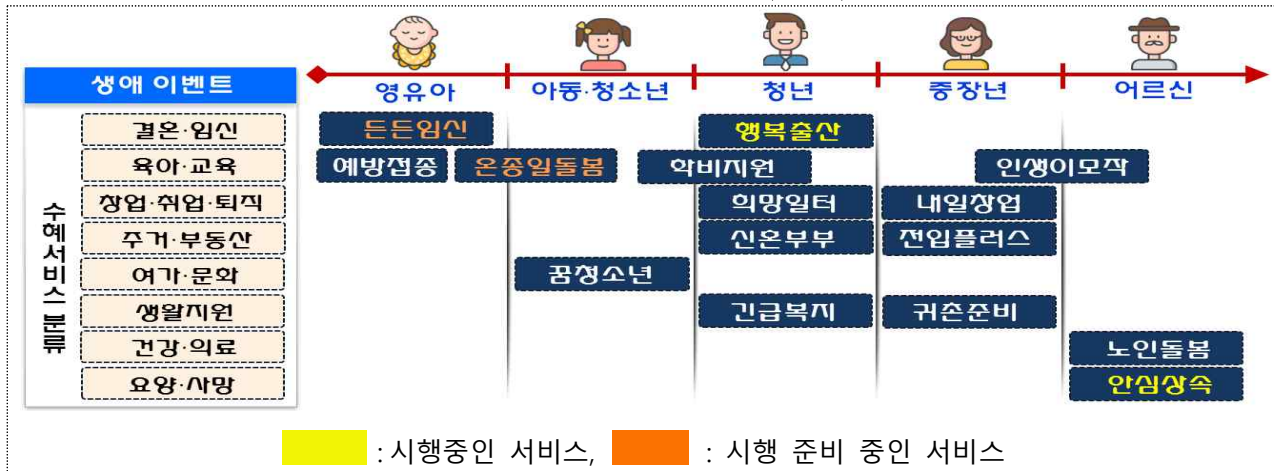 생애 이벤트
영유아 아동·청소년 청년 중장년 어르신
수혜서비스 분류
결혼·임신 든든임신 행복출산
육아·교육 예방접종 온종일돌봄 학비지원 인생이모작
창업·취업·퇴직 희망일터 내일창업
주거·부동산 신혼부부 전입플러스
여가·문화 꿈청소년
생활지원 긴급복지 귀촌준비
건강·의료 노인돌봄
요양·사망 안심상속
: 시행중인 서비스, : 시행 준비 중인 서비스